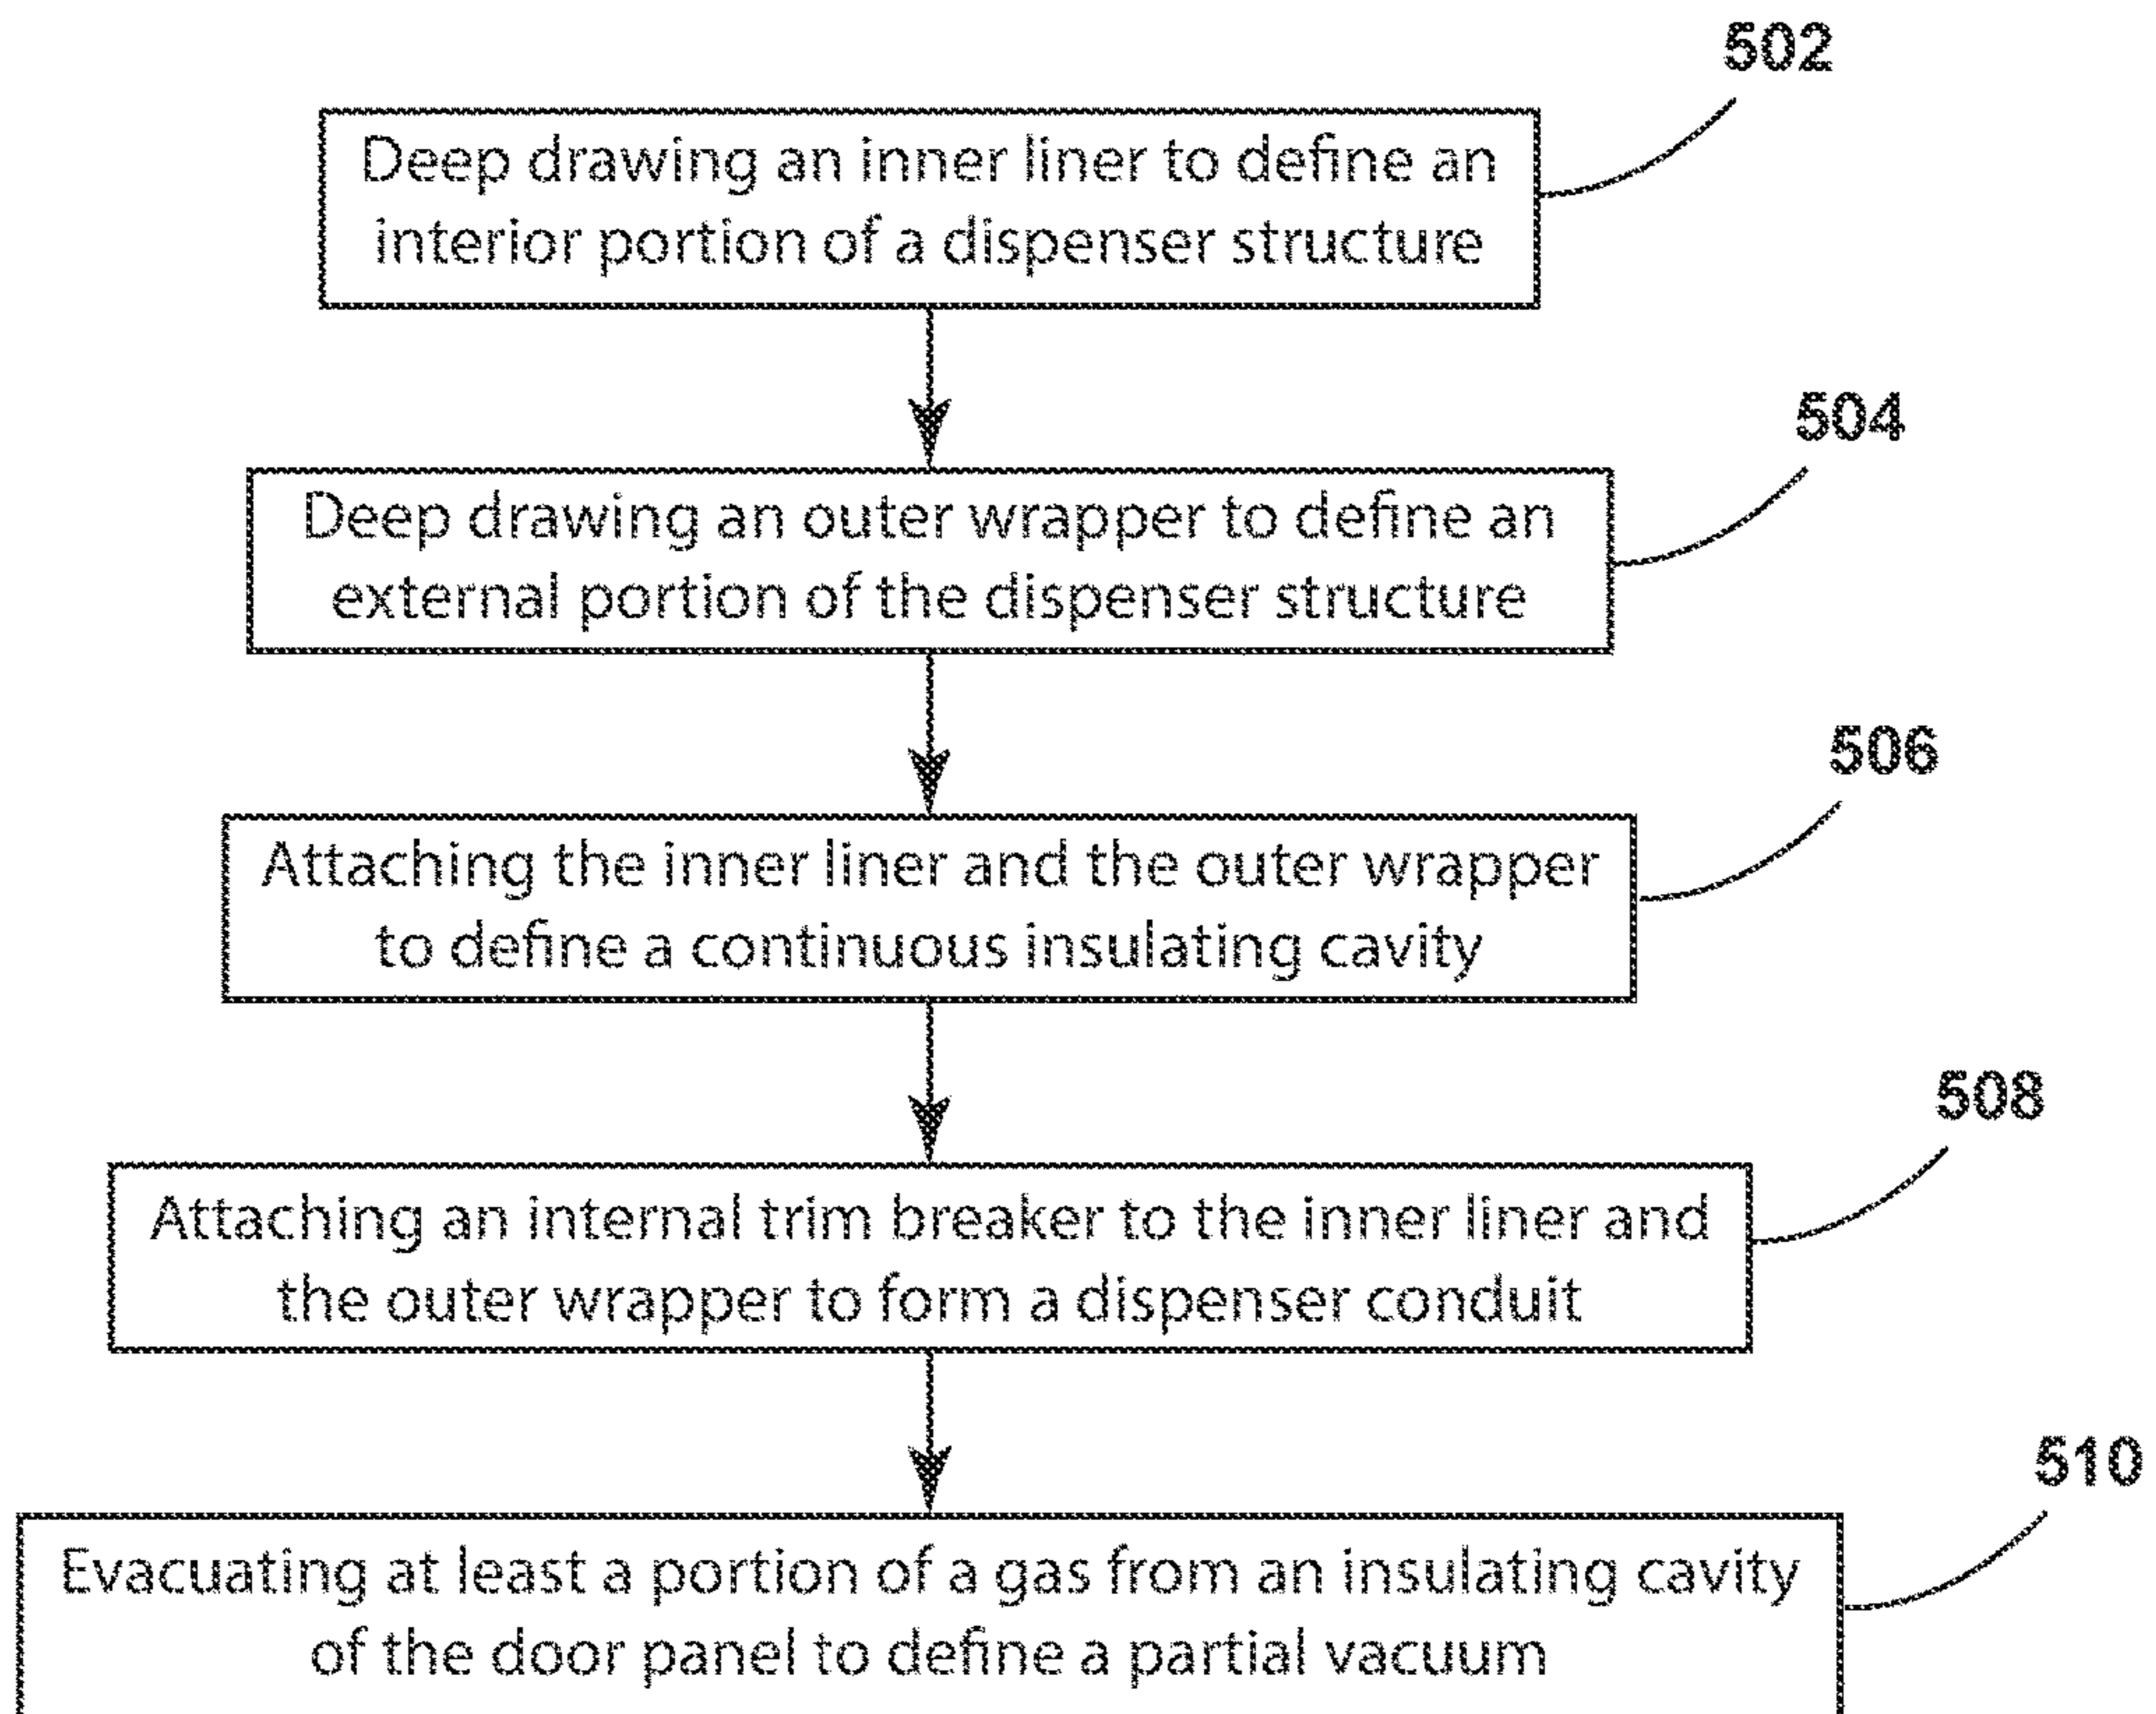 502
Deep drawing an inner liner to define an
interior portion of a dispenser structure
504
Deep drawing an outer wrapper to define an
external portion of the dispenser structure
506
Attaching the inner liner and the outer wrapper
to define a continuous insulating cavity
508
Attaching an internal trim breaker to the inner liner and
the outer wrapper to form a dispenser conduit
510
Evacuating at least a portion of a gas from an insulating cavity
of the door panel to define a partial vacuum